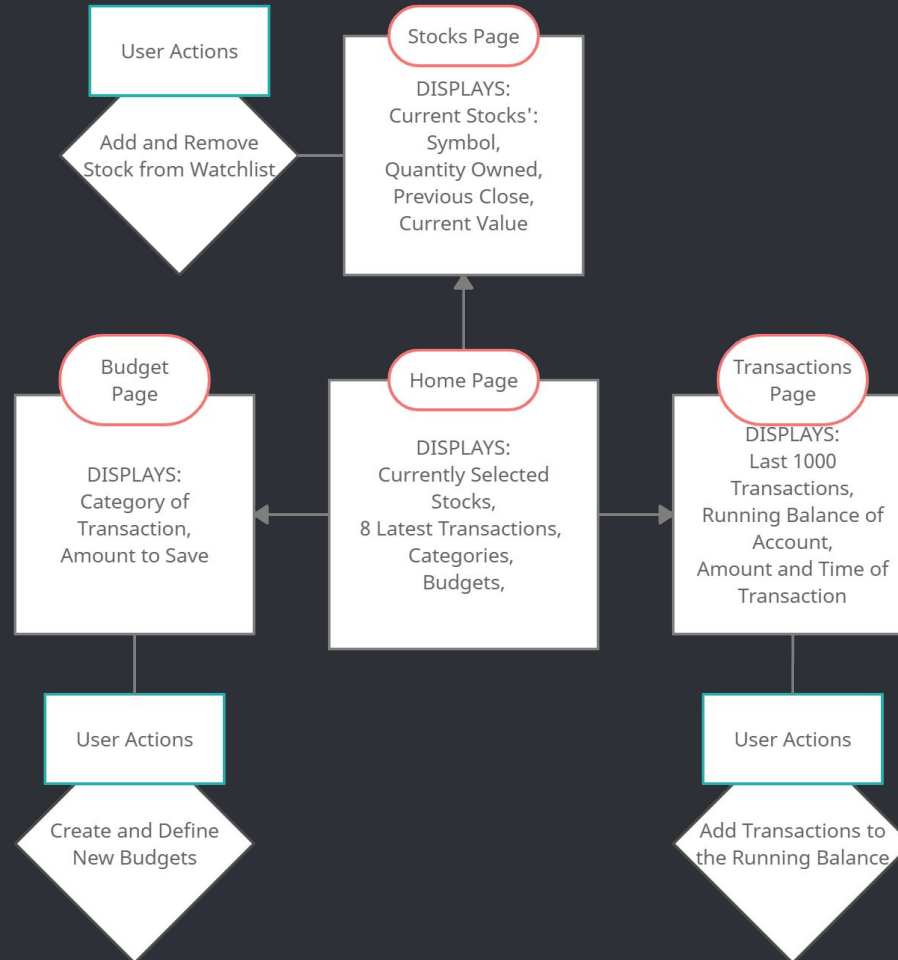 User Actions
Add and Remove
Stock from Watchlist
Stocks Page
DISPLAYS:
Current Stocks':
Symbol,
Quantity Owned,
Previous Close,
Current Value
Budget
Page
DISPLAYS:
Category of
Transaction,
Amount to Save
Home Page
DISPLAYS:
Currently Selected
Stocks,
8 Latest Transactions,
Categories,
Budgets,
Transactions
Page
DISPLAYS:
Last 1000
Transactions,
Running Balance of
Account,
Amount and Time of
Transaction
User Actions
Create and Define
New Budgets
User Actions
Add Transactions to
the Running Balance